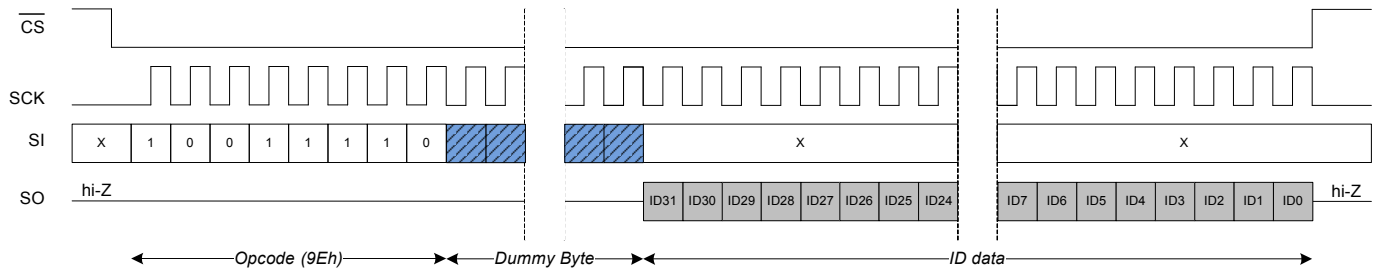 CS
SCK
SI X 1 0 0 1 1 1 1 0 X X
SO hi-Z ID31 ID30 ID29 ID28 ID27 ID26 ID25 ID24 ID7 ID6 ID5 ID4 ID3 ID2 ID1 ID0 hi-Z
Opcode (9Eh) Dummy Byte ID data